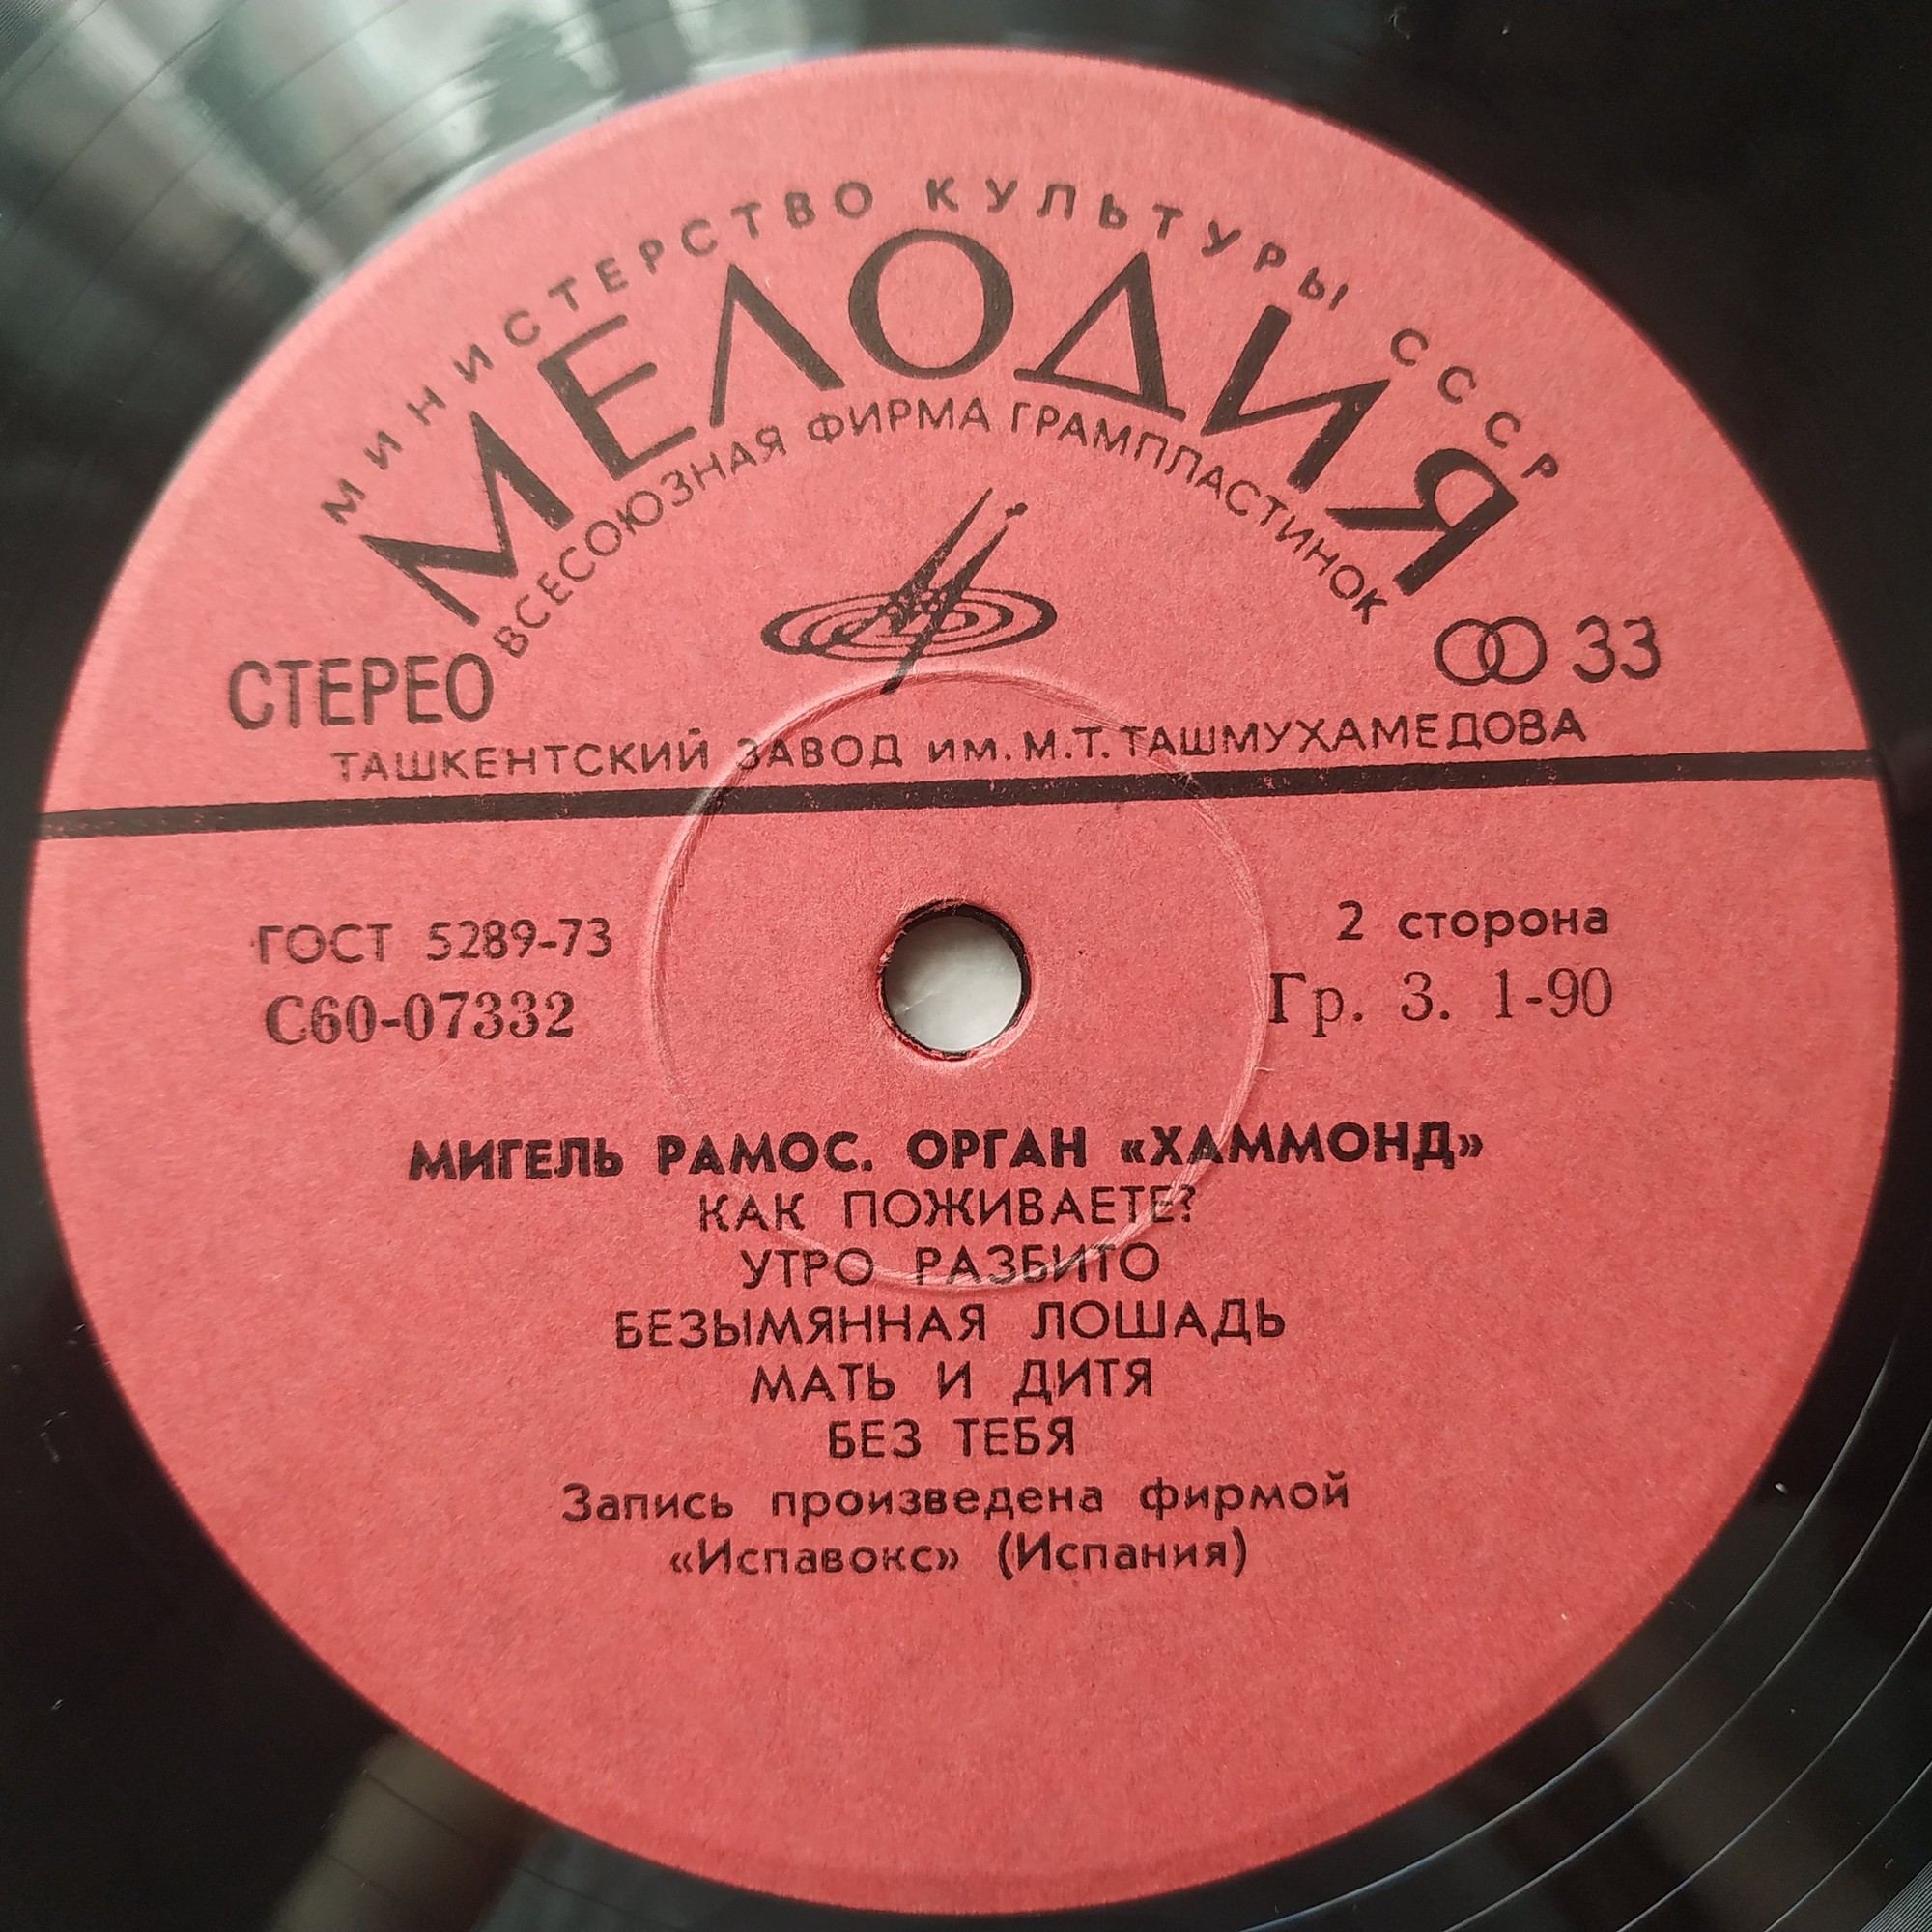 МИНИСТЕРСТВО КУЛЬТУРЫ СССР
МЕЛОДИЯ
ВСЕСОЮЗНАЯ ФИРМА ГРАМПЛАСТИНОК
СТЕРЕО
33
ТАШКЕНТСКИЙ ЗАВОД им. М.Т. ТАШМУХАМЕДОВА
ГОСТ 5289-73
2 сторона
С60-07332
Гр. 3. 1-90
МИГЕЛЬ РАМОС. ОРГАН «ХАММОНД»
КАК ПОЖИВАЕТЕ?
УТРО РАЗБИТО
БЕЗЫМЯННАЯ ЛОШАДЬ
МАТЬ И ДИТЯ
БЕЗ ТЕБЯ
Запись произведена фирмой
«Испавокс» (Испания)